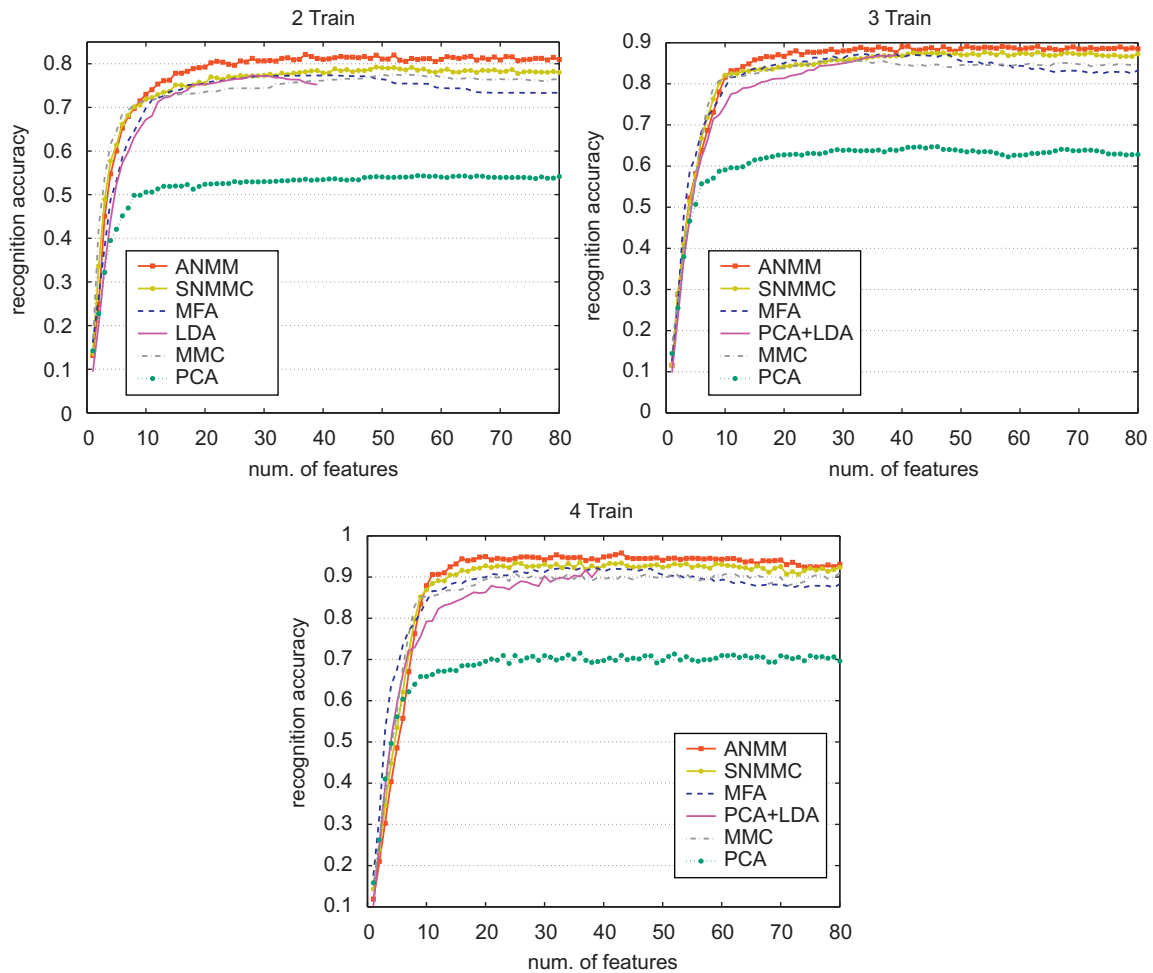 2 Train
recognition accuracy
0.8
0.7
0.6
0.5
0.4
0.3
0.2
0.1
0
ANMM
SNMMC
MFA
LDA
MMC
PCA
0 10 20 30 40 50 60 70 80
num. of features
3 Train
recognition accuracy
0.9
0.8
0.7
0.6
0.5
0.4
0.3
0.2
0.1
0
ANMM
SNMMC
MFA
PCA+LDA
MMC
PCA
0 10 20 30 40 50 60 70 80
num. of features
4 Train
recognition accuracy
1
0.9
0.8
0.7
0.6
0.5
0.4
0.3
0.2
0.1
ANMM
SNMMC
MFA
PCA+LDA
MMC
PCA
0 10 20 30 40 50 60 70 80
num. of features